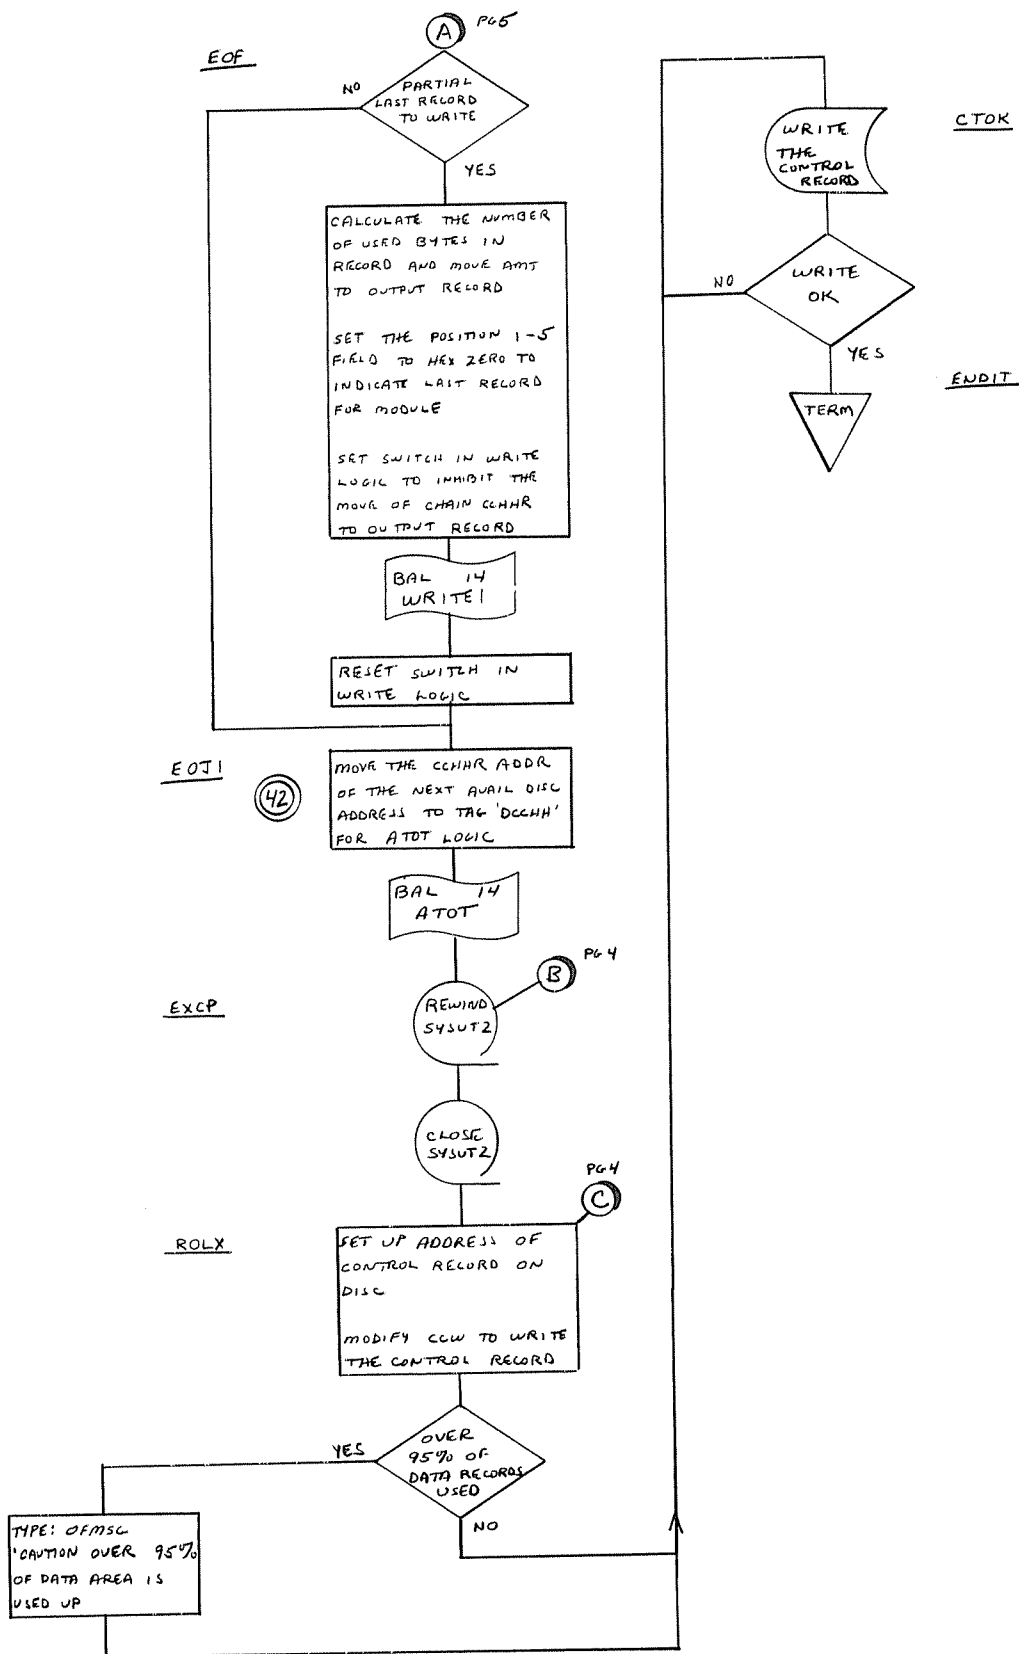 A PG5
EOF
NO
PARTIAL
LAST RECORD
TO WRITE
YES
CALCULATE THE NUMBER
OF USED BYTES IN
RECORD AND MOVE AMT
TO OUTPUT RECORD
SET THE POSITION 1-5
FIELD TO HEX ZERO TO
INDICATE LAST RECORD
FOR MODULE
SET SWITCH IN WRITE
LOGIC TO INHIBIT THE
MOVE OF CHAIN CCHHR
TO OUTPUT RECORD
BAL 14
WRITE1
RESET SWITCH IN
WRITE LOGIC
EOJ1
42
MOVE THE CCHHR ADDR
OF THE NEXT AVAIL DISC
ADDRESS TO TAG 'DCCHH'
FOR ATOT LOGIC
BAL 14
ATOT
B PG4
EXCP
REWIND
SYSUT2
CLOSE
SYSUT2
PG4
C
ROLX
SET UP ADDRESS OF
CONTROL RECORD ON
DISC
MODIFY CCW TO WRITE
THE CONTROL RECORD
YES
OVER
95% OF
DATA RECORDS
USED
NO
TYPE: OFMSG
'CAUTION OVER 95%
OF DATA AREA IS
USED UP
CTOK
WRITE
THE
CONTROL
RECORD
NO
WRITE
OK
YES
ENDIT
TERM